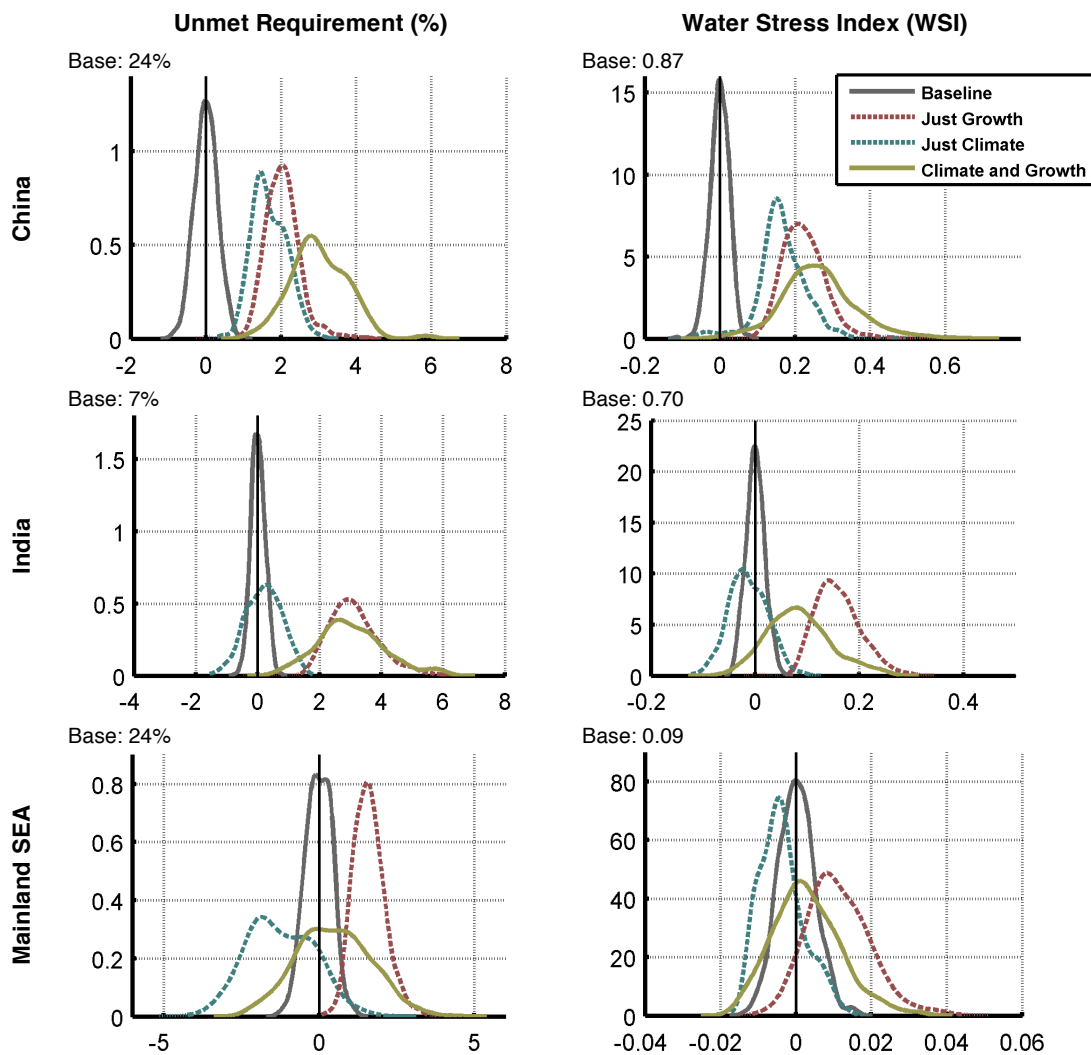 Unmet Requirement (%)
Water Stress Index (WSI)
Base: 24%
Base: 0.87
China
1
0.5
0
-2 0 2 4 6 8
15
10
5
0
-0.2 0 0.2 0.4 0.6
Baseline
Just Growth
Just Climate
Climate and Growth
Base: 7%
Base: 0.70
India
1.5
1
0.5
0
-4 -2 0 2 4 6 8
25
20
15
10
5
0
-0.2 0 0.2 0.4
Base: 24%
Base: 0.09
Mainland SEA
0.8
0.6
0.4
0.2
0
-5 0 5
80
60
40
20
0
-0.04 -0.02 0 0.02 0.04 0.06